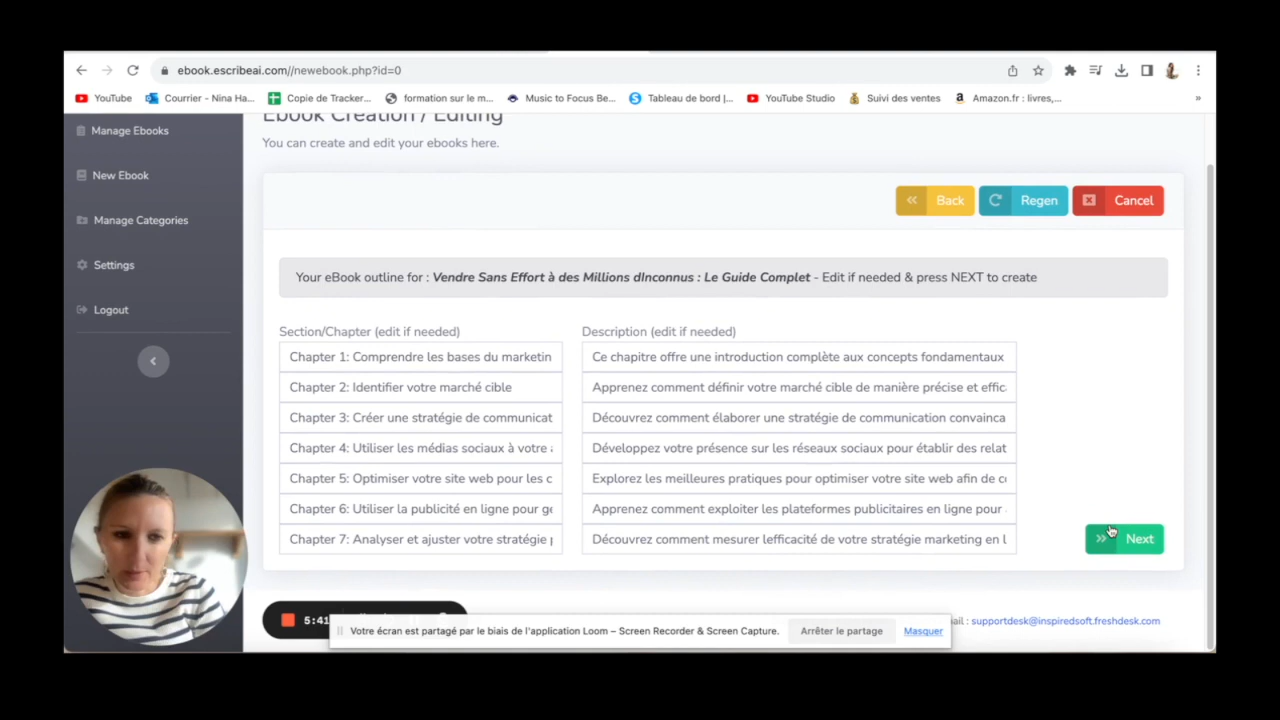 ebook.escribeai.com//newebook.php?id=0
YouTube Courrier - Nina Ha... Copie de Tracker... formation sur le m... Music to Focus Be... Tableau de bord |... YouTube Studio Suivi des ventes Amazon.fr : livres,... »
Manage Ebooks
New Ebook
Manage Categories
Settings
Logout
Ebook Creation / Editing
You can create and edit your ebooks here.
Back Regen Cancel
Your eBook outline for : Vendre Sans Effort à des Millions dInconnus : Le Guide Complet - Edit if needed & press NEXT to create
Section/Chapter (edit if needed) Description (edit if needed)
Chapter 1: Comprendre les bases du marketin Ce chapitre offre une introduction complète aux concepts fondamentaux
Chapter 2: Identifier votre marché cible Apprenez comment définir votre marché cible de manière précise et effic
Chapter 3: Créer une stratégie de communicat Découvrez comment élaborer une stratégie de communication convainca
Chapter 4: Utiliser les médias sociaux à votre Développez votre présence sur les réseaux sociaux pour établir des relat
Chapter 5: Optimiser votre site web pour les c Explorez les meilleures pratiques pour optimiser votre site web afin de c
Chapter 6: Utiliser la publicité en ligne pour ge Apprenez comment exploiter les plateformes publicitaires en ligne pour
Chapter 7: Analyser et ajuster votre stratégie Découvrez comment mesurer lefficacité de votre stratégie marketing en l
Next
5:41
Votre écran est partagé par le biais de l'application Loom – Screen Recorder & Screen Capture. Arrêter le partage Masquer
ail : supportdesk@inspiredsoft.freshdesk.com